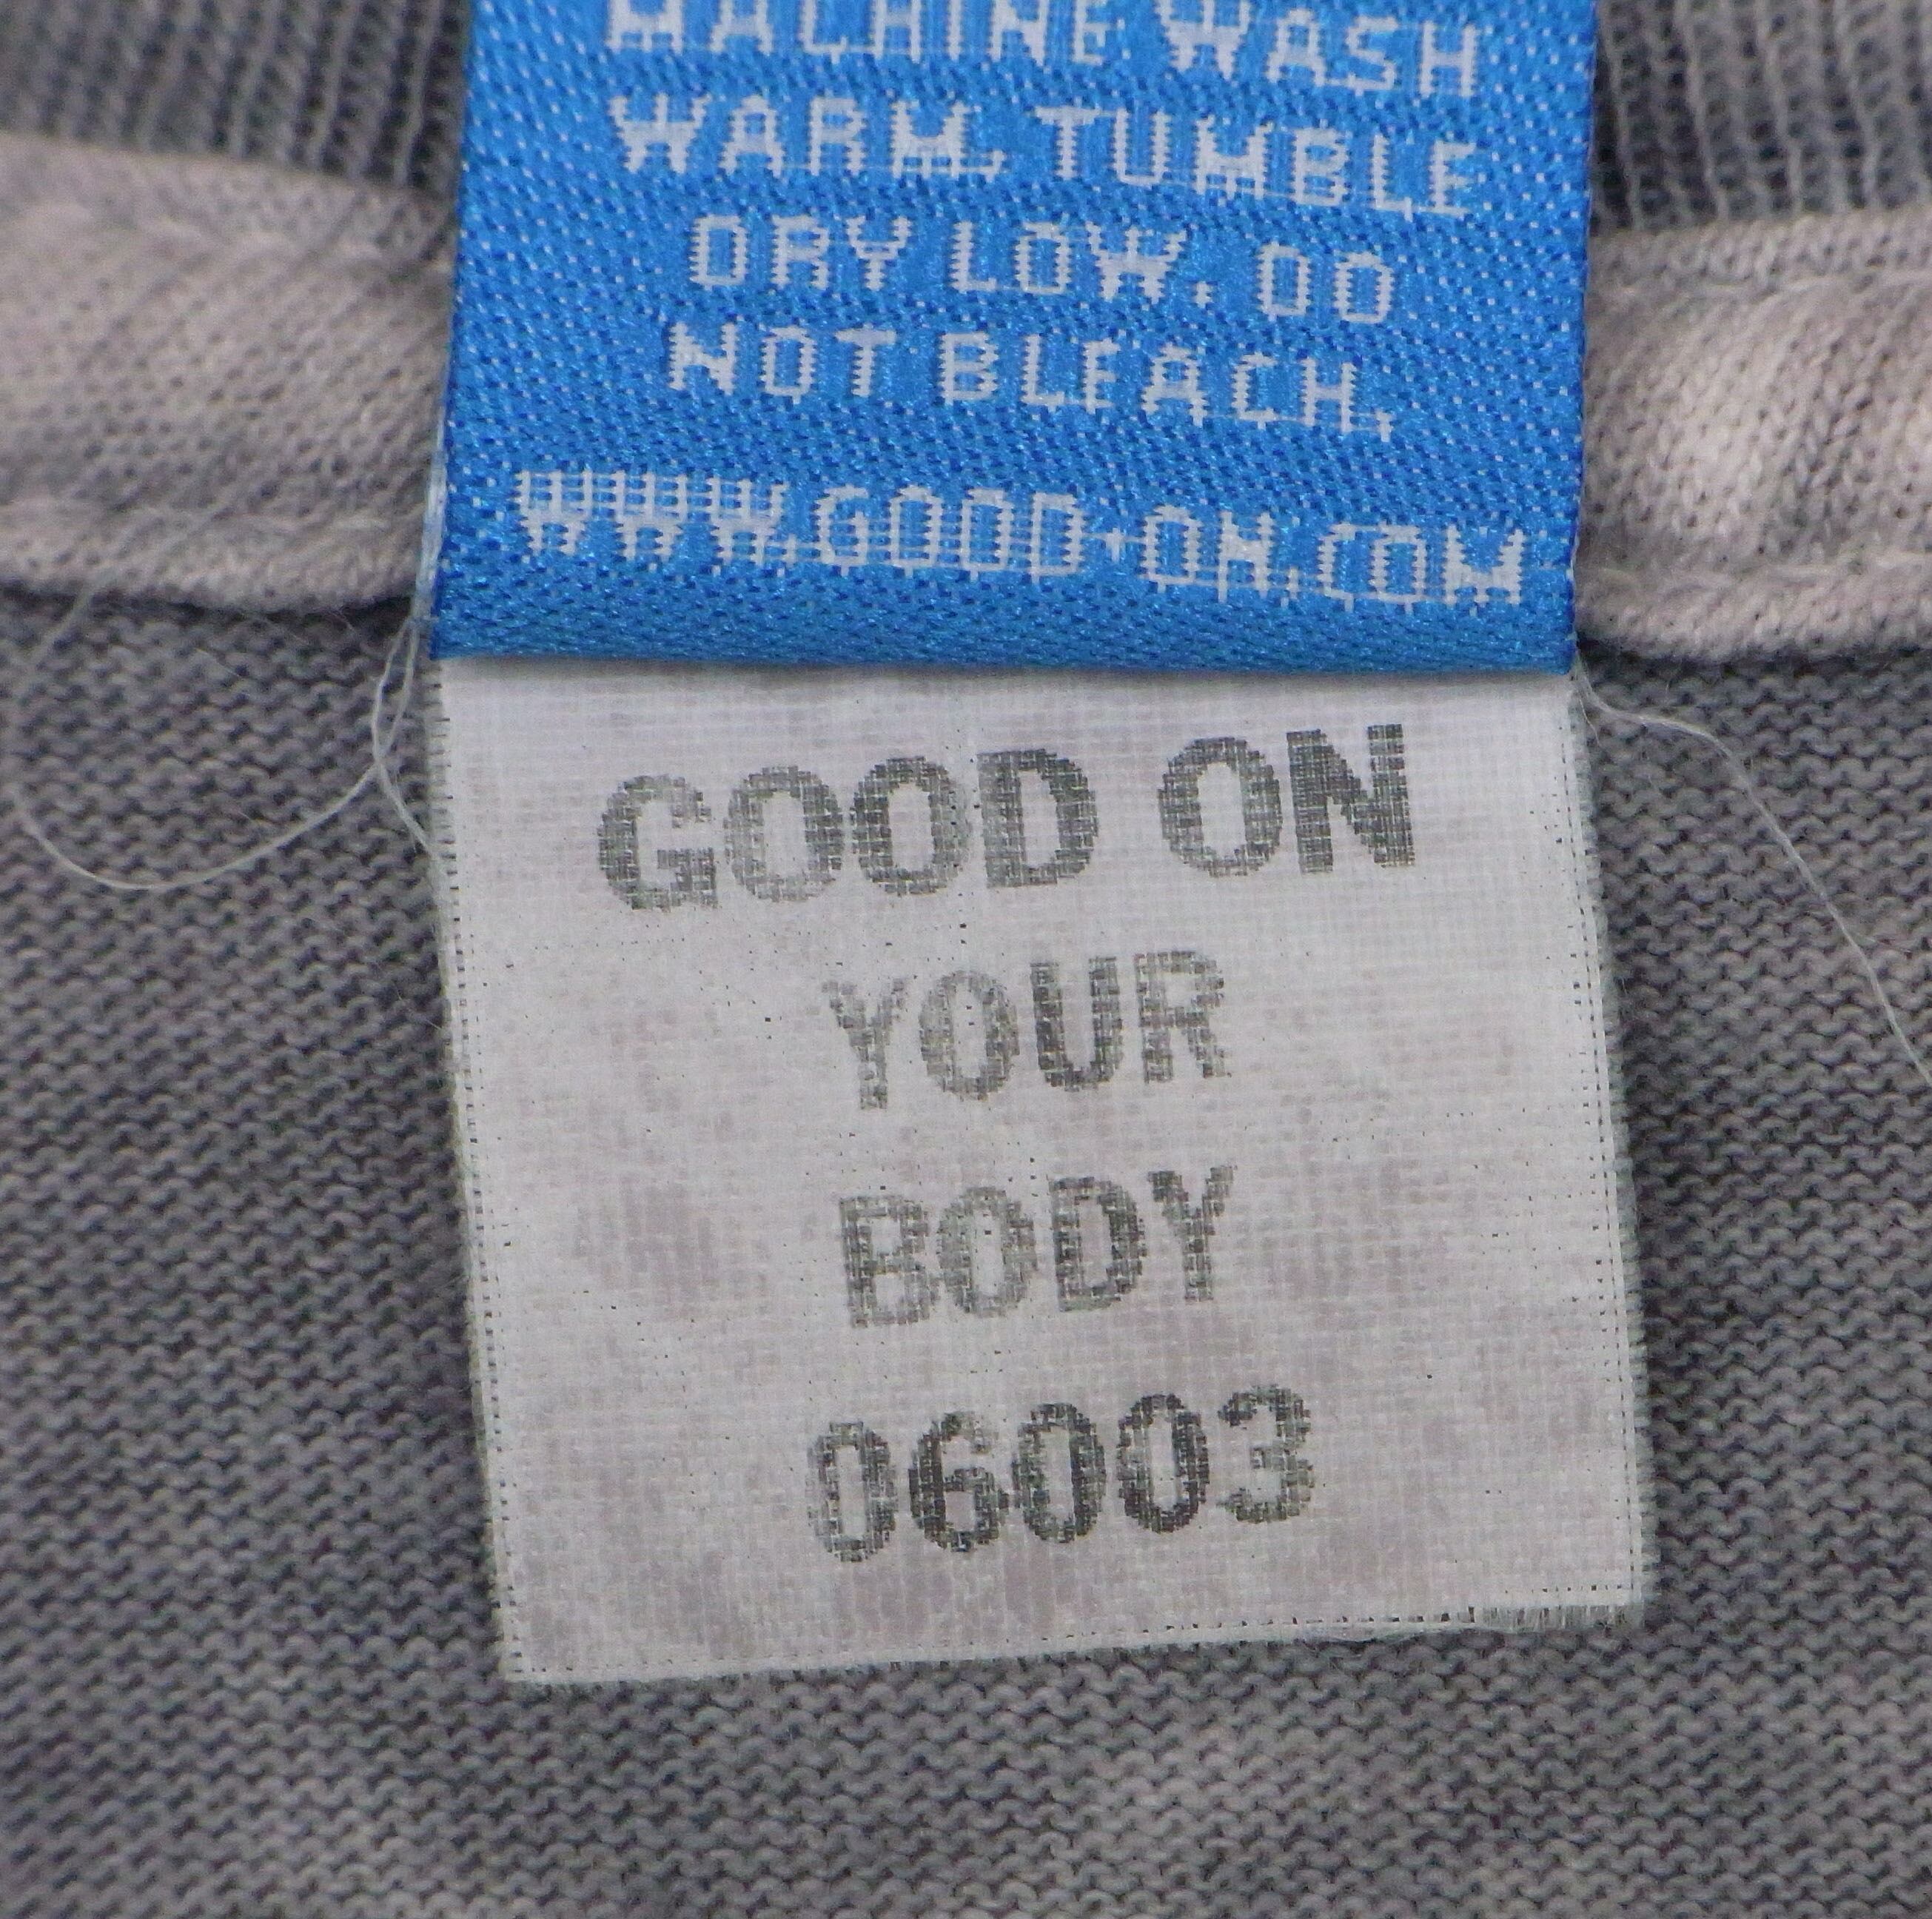 MACHINE WASH
WARM. TUMBLE
DRY LOW. DO
NOT BLEACH.
WWW.GOOD-ON.COM
GOOD ON
YOUR
BODY
06003